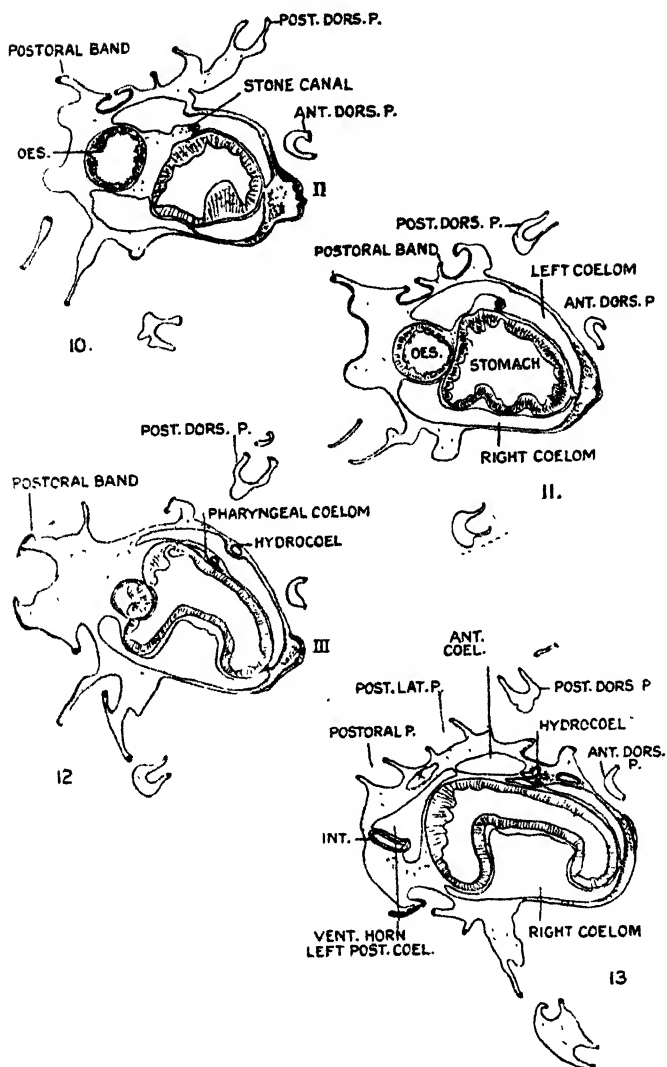 POST. DORS. P.
POSTORAL BAND
STONE CANAL
ANT. DORS. P.
OES.
II
10.
POST. DORS. P.
POSTORAL BAND
LEFT COELOM
ANT. DORS. P
OES.
STOMACH
RIGHT COELOM
11.
POST. DORS. P.
POSTORAL BAND
PHARYNGEAL COELOM
HYDROCOEL
III
12
ANT.
COEL.
POST. LAT. P.
POST. DORS P
POSTORAL P.
HYDROCOEL
ANT. DORS.
P.
INT.
VENT. HORN
LEFT POST. COEL.
RIGHT COELOM
13